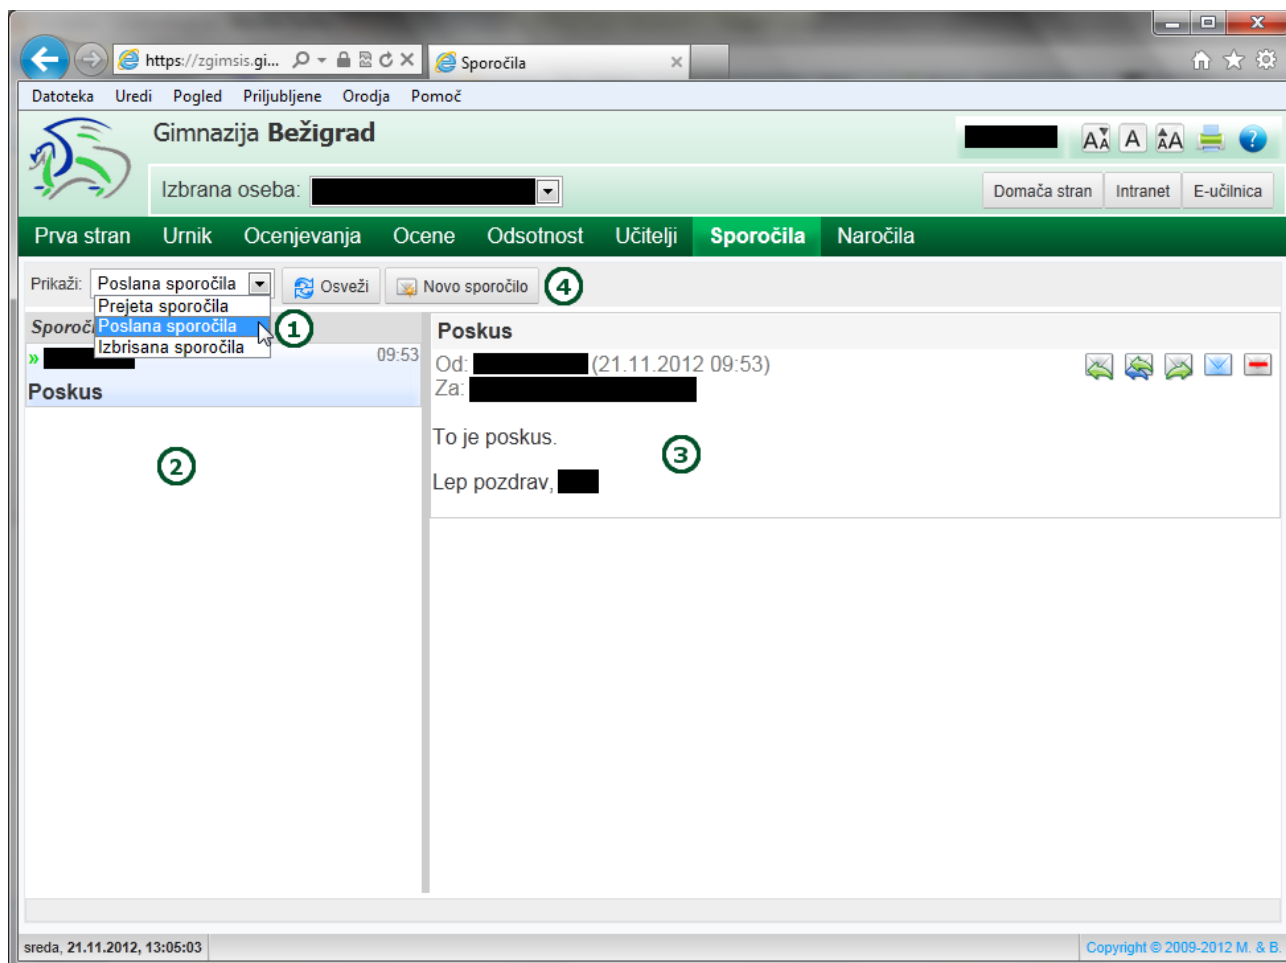 https://zgimsis.gi...
Sporočila
Datoteka Uredi Pogled Priljubljene Orodja Pomoč
Gimnazija Bežigrad
A A A A A
Izbrana oseba:
Domača stran Intranet E-učilnica
Prva stran Urnik Ocenjevanja Ocene Odsotnost Učitelji Sporočila Naročila
Prikaži: Poslana sporočila Osveži Novo sporočilo 4
Prejeta sporočila
Poslana sporočila 1
Izbrisana sporočila
Sporoči
» 09:53
Poskus
2
Poskus
Od: (21.11.2012 09:53)
Za:
To je poskus.
3
Lep pozdrav,
sreda, 21.11.2012, 13:05:03
Copyright © 2009-2012 M. & B.